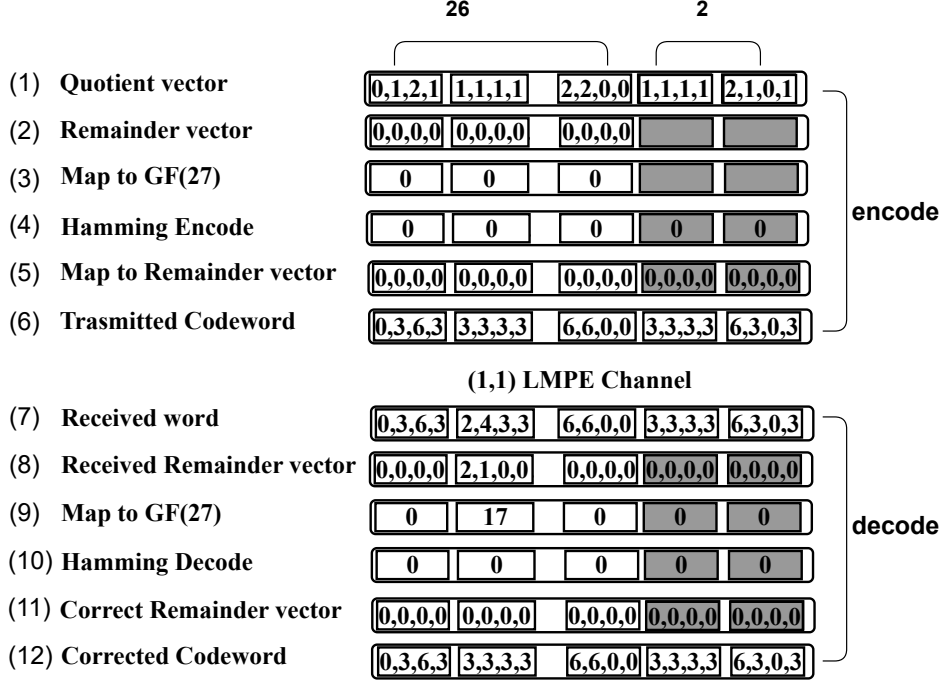 26 2
(1) Quotient vector 0,1,2,1 1,1,1,1 2,2,0,0 1,1,1,1 2,1,0,1
(2) Remainder vector 0,0,0,0 0,0,0,0 0,0,0,0
(3) Map to GF(27) 0 0 0
encode
(4) Hamming Encode 0 0 0 0 0
(5) Map to Remainder vector 0,0,0,0 0,0,0,0 0,0,0,0 0,0,0,0 0,0,0,0
(6) Trasmitted Codeword 0,3,6,3 3,3,3,3 6,6,0,0 3,3,3,3 6,3,0,3
(1,1) LMPE Channel
(7) Received word 0,3,6,3 2,4,3,3 6,6,0,0 3,3,3,3 6,3,0,3
(8) Received Remainder vector 0,0,0,0 2,1,0,0 0,0,0,0 0,0,0,0 0,0,0,0
(9) Map to GF(27) 0 17 0 0 0
decode
(10) Hamming Decode 0 0 0 0 0
(11) Correct Remainder vector 0,0,0,0 0,0,0,0 0,0,0,0 0,0,0,0 0,0,0,0
(12) Corrected Codeword 0,3,6,3 3,3,3,3 6,6,0,0 3,3,3,3 6,3,0,3